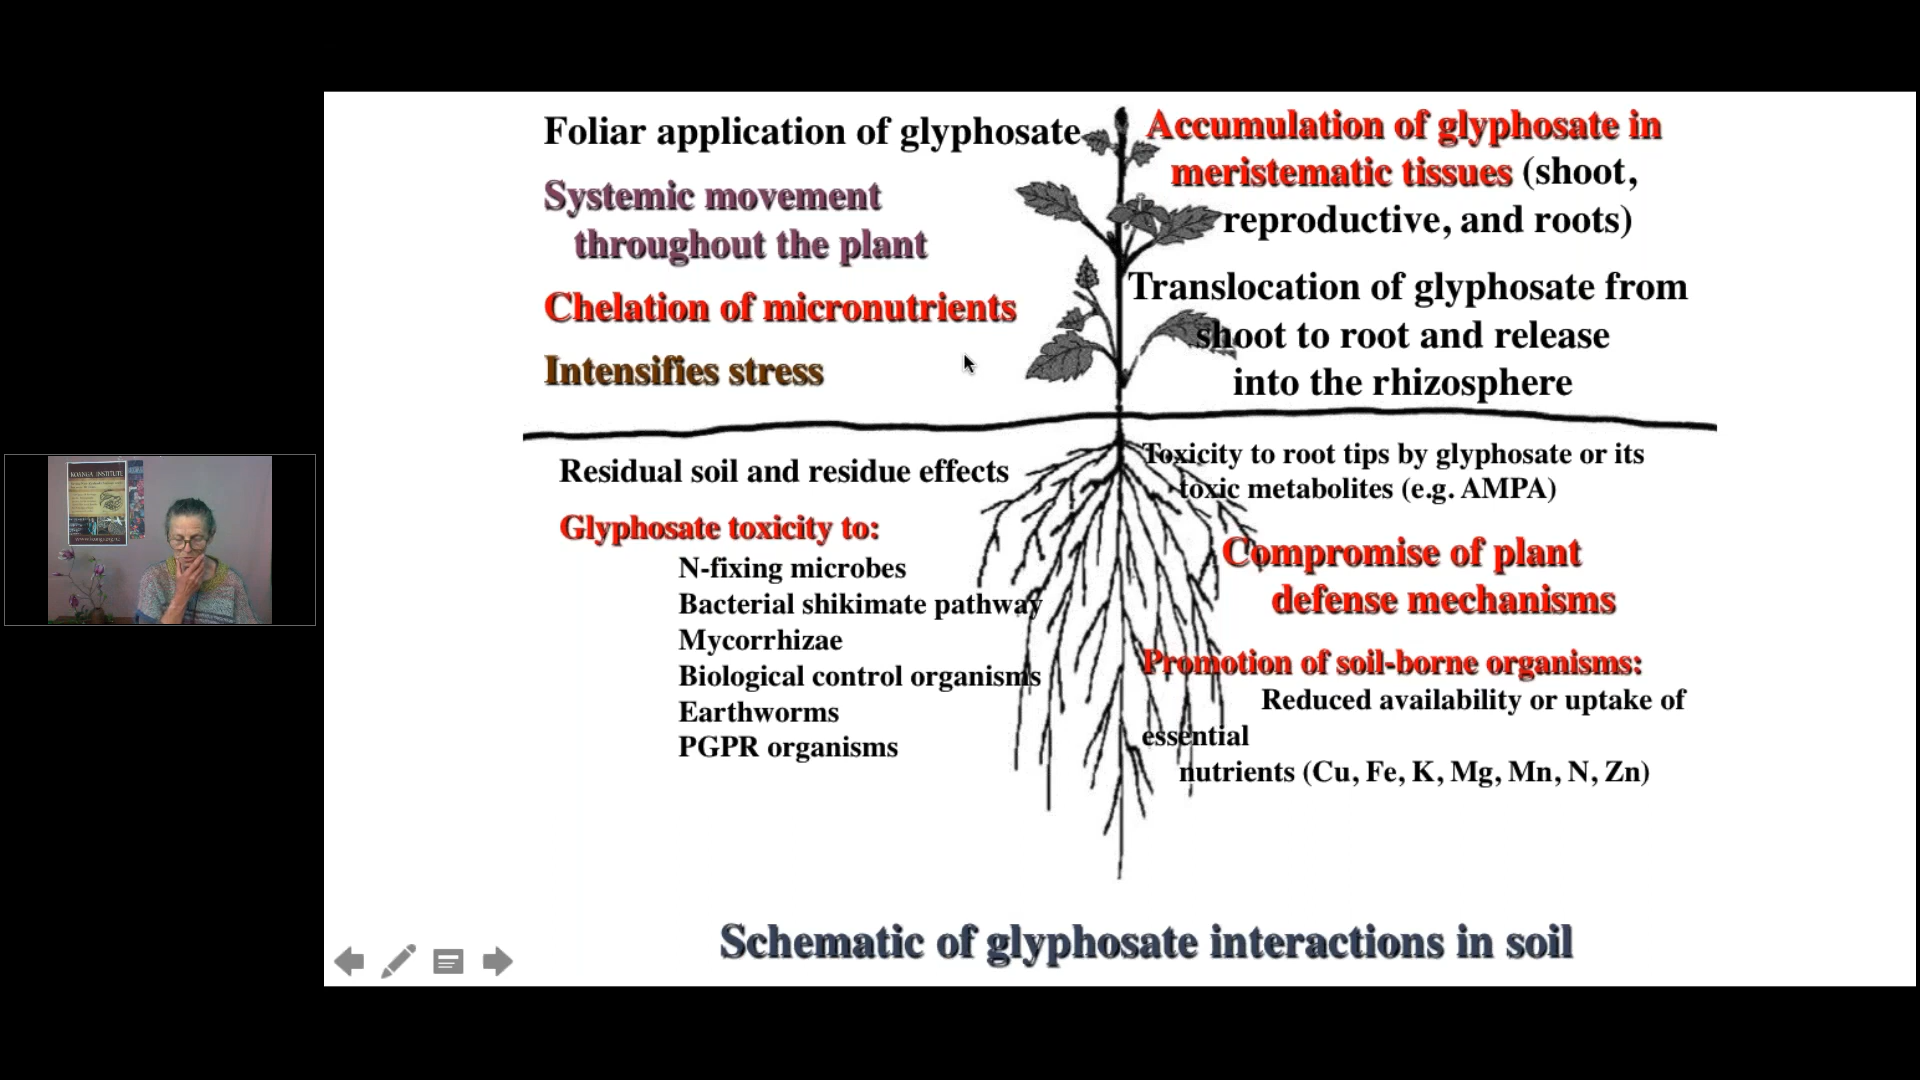 Foliar application of glyphosate
Systemic movement
throughout the plant
Chelation of micronutrients
Intensifies stress
Accumulation of glyphosate in
meristematic tissues (shoot,
reproductive, and roots)
Translocation of glyphosate from
shoot to root and release
into the rhizosphere
Residual soil and residue effects
Glyphosate toxicity to:
N-fixing microbes
Bacterial shikimate pathway
Mycorrhizae
Biological control organisms
Earthworms
PGPR organisms
Toxicity to root tips by glyphosate or its
toxic metabolites (e.g. AMPA)
Compromise of plant
defense mechanisms
Promotion of soil-borne organisms:
Reduced availability or uptake of
essential
nutrients (Cu, Fe, K, Mg, Mn, N, Zn)
Schematic of glyphosate interactions in soil
KOANGA INSTITUTE